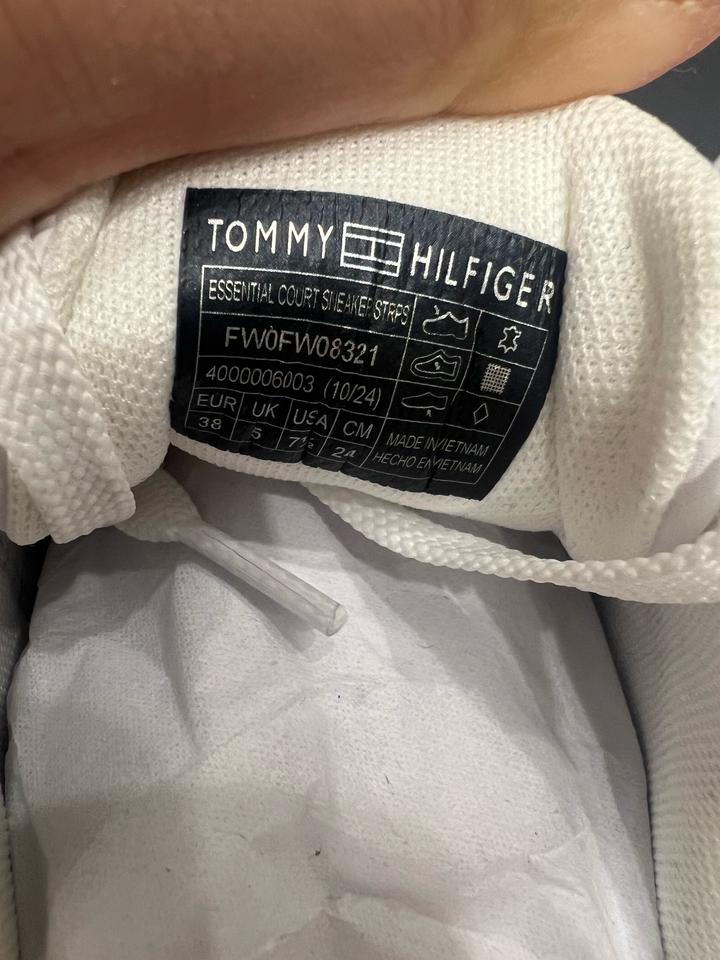 TOMMY HILFIGER
ESSENTIAL COURT SNEAKER STRPS
FW0FW08321
4000006003 (10/24)
EUR UK USA CM
38 5 7½ 24
MADE IN VIETNAM
HECHO EN VIETNAM